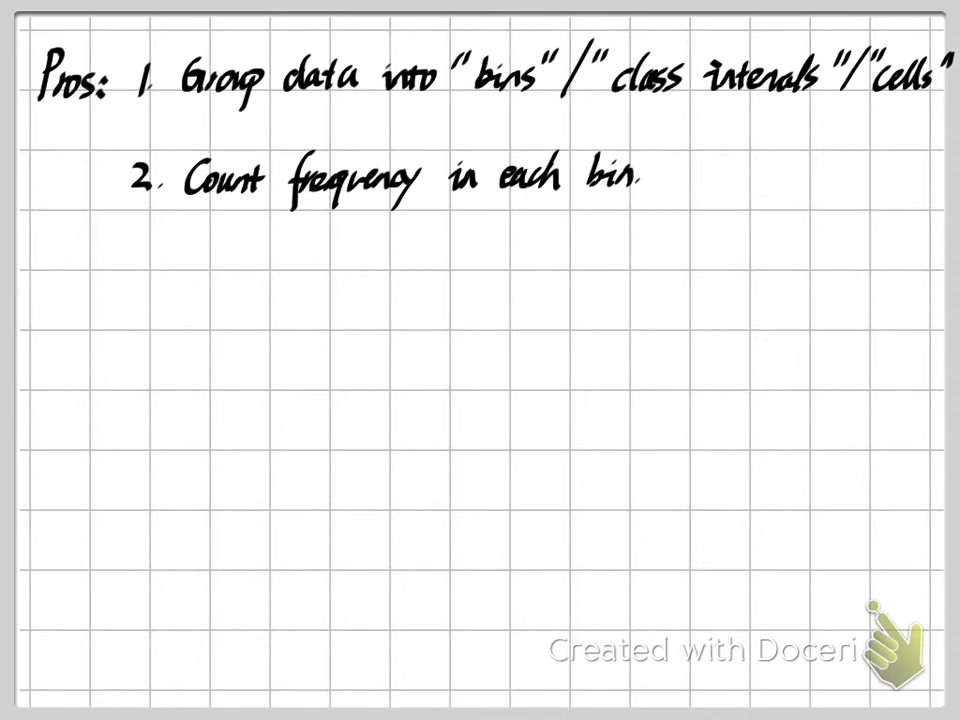 Pros: 1. Group data into "bins"/"class intervals"/"cells"
2. Count frequency in each bin.
Created with Doceri